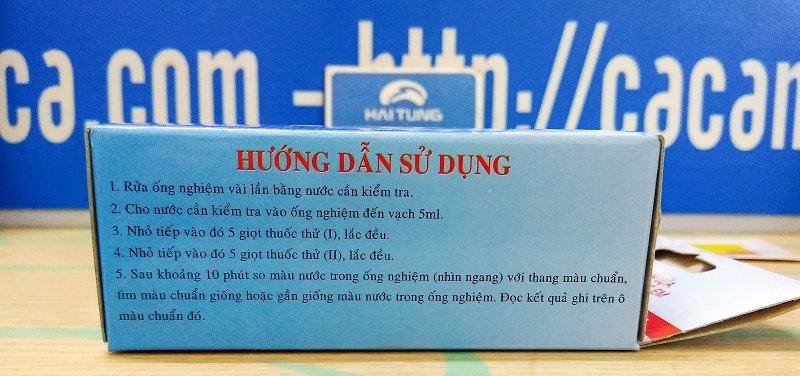 ca.com - http://cacan
HẢI TÙNG
HƯỚNG DẪN SỬ DỤNG
1. Rửa ống nghiệm vài lần bằng nước cần kiểm tra.
2. Cho nước cần kiểm tra vào ống nghiệm đến vạch 5ml.
3. Nhỏ tiếp vào đó 5 giọt thuốc thử (I), lắc đều.
4. Nhỏ tiếp vào đó 5 giọt thuốc thử (II), lắc đều.
5. Sau khoảng 10 phút so màu nước trong ống nghiệm (nhìn ngang) với thang màu chuẩn,
tìm màu chuẩn giống hoặc gần giống màu nước trong ống nghiệm. Đọc kết quả ghi trên ô
màu chuẩn đó.